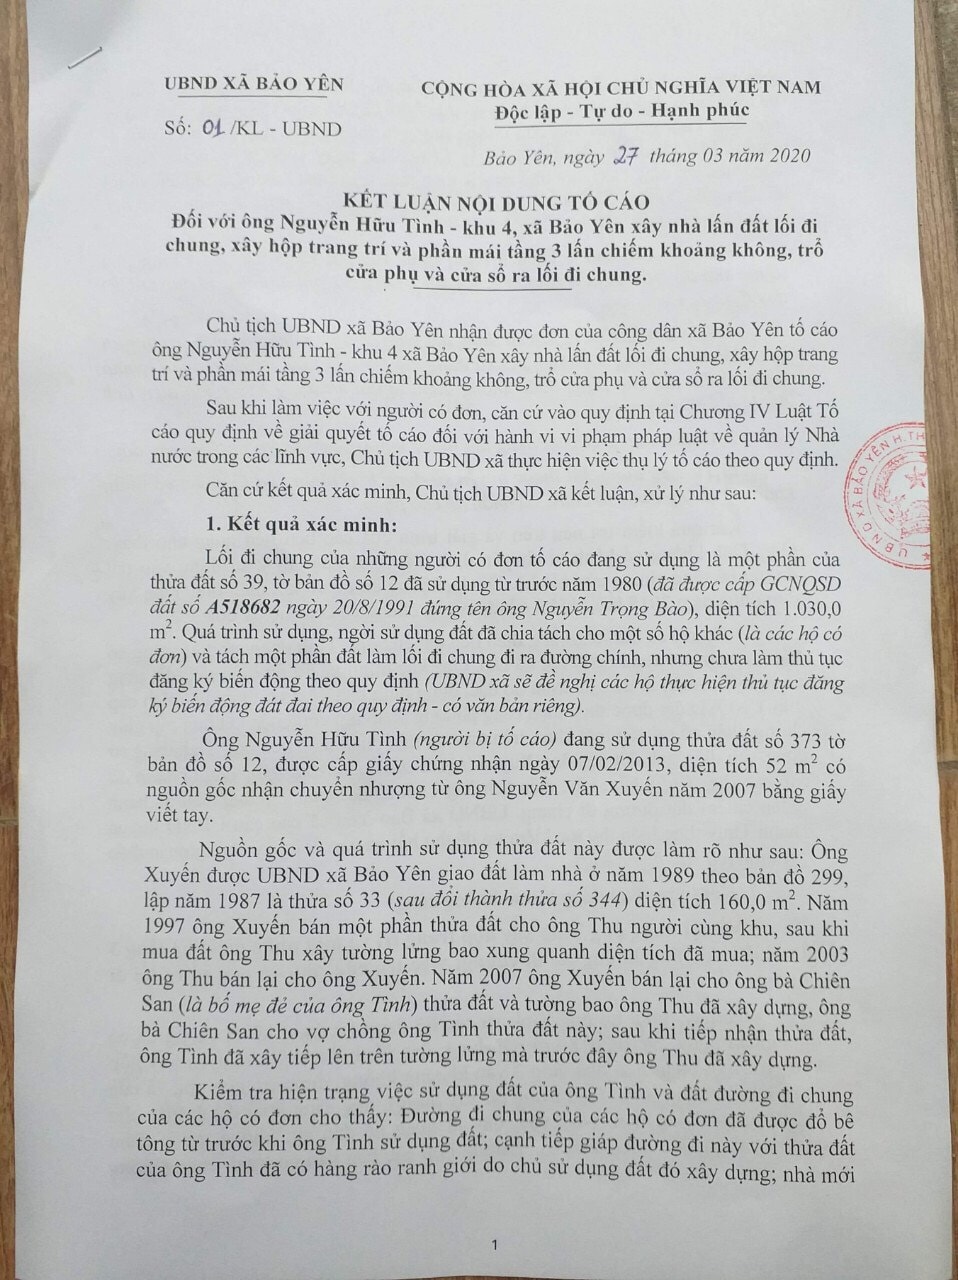 UBND XÃ BẢO YÊN
Số: 01/KL - UBND
CỘNG HÒA XÃ HỘI CHỦ NGHĨA VIỆT NAM
Độc lập - Tự do - Hạnh phúc
Bảo Yên, ngày 27 tháng 03 năm 2020
KẾT LUẬN NỘI DUNG TỐ CÁO
Đối với ông Nguyễn Hữu Tình - khu 4, xã Bảo Yên xây nhà lấn đất lối đi
chung, xây hộp trang trí và phần mái tầng 3 lấn chiếm khoảng không, trổ
cửa phụ và cửa sổ ra lối đi chung.
Chủ tịch UBND xã Bảo Yên nhận được đơn của công dân xã Bảo Yên tố cáo
ông Nguyễn Hữu Tình - khu 4 xã Bảo Yên xây nhà lấn đất lối đi chung, xây hộp trang
trí và phần mái tầng 3 lấn chiếm khoảng không, trổ cửa phụ và cửa sổ ra lối đi chung.
Sau khi làm việc với người có đơn, căn cứ vào quy định tại Chương IV Luật Tố
cáo quy định về giải quyết tố cáo đối với hành vi vi phạm pháp luật về quản lý Nhà
nước trong các lĩnh vực, Chủ tịch UBND xã thực hiện việc thụ lý tố cáo theo quy định.
Căn cứ kết quả xác minh, Chủ tịch UBND xã kết luận, xử lý như sau:
1. Kết quả xác minh:
Lối đi chung của những người có đơn tố cáo đang sử dụng là một phần của
thửa đất số 39, tờ bản đồ số 12 đã sử dụng từ trước năm 1980 (đã được cấp GCNQSD
đất số A518682 ngày 20/8/1991 đứng tên ông Nguyễn Trọng Bào), diện tích 1.030,0
m². Quá trình sử dụng, ngời sử dụng đất đã chia tách cho một số hộ khác (là các hộ có
đơn) và tách một phần đất làm lối đi chung đi ra đường chính, nhưng chưa làm thủ tục
đăng ký biến động theo quy định (UBND xã sẽ đề nghị các hộ thực hiện thủ tục đăng
ký biến động đát đai theo quy định - có văn bản riêng).
Ông Nguyễn Hữu Tình (người bị tố cáo) đang sử dụng thửa đất số 373 tờ
bản đồ số 12, được cấp giấy chứng nhận ngày 07/02/2013, diện tích 52 m² có
nguồn gốc nhận chuyển nhượng từ ông Nguyễn Văn Xuyến năm 2007 bằng giấy
viết tay.
Nguồn gốc và quá trình sử dụng thửa đất này được làm rõ như sau: Ông
Xuyến được UBND xã Bảo Yên giao đất làm nhà ở năm 1989 theo bản đồ 299,
lập năm 1987 là thửa số 33 (sau đổi thành thửa số 344) diện tích 160,0 m². Năm
1997 ông Xuyến bán một phần thửa đất cho ông Thu người cùng khu, sau khi
mua đất ông Thu xây tường lửng bao xung quanh diện tích đã mua; năm 2003
ông Thu bán lại cho ông Xuyến. Năm 2007 ông Xuyến bán lại cho ông bà Chiên
San (là bố mẹ đẻ của ông Tình) thửa đất và tường bao ông Thu đã xây dựng, ông
bà Chiên San cho vợ chồng ông Tình thửa đất này; sau khi tiếp nhận thửa đất,
ông Tình đã xây tiếp lên trên tường lửng mà trước đây ông Thu đã xây dựng.
Kiểm tra hiện trạng việc sử dụng đất của ông Tình và đất đường đi chung
của các hộ có đơn cho thấy: Đường đi chung của các hộ có đơn đã được đổ bê
tông từ trước khi ông Tình sử dụng đất; cạnh tiếp giáp đường đi này với thửa đất
của ông Tình đã có hàng rào ranh giới do chủ sử dụng đất đó xây dựng; nhà mới
1
UBND XÃ BẢO YÊN H.TH